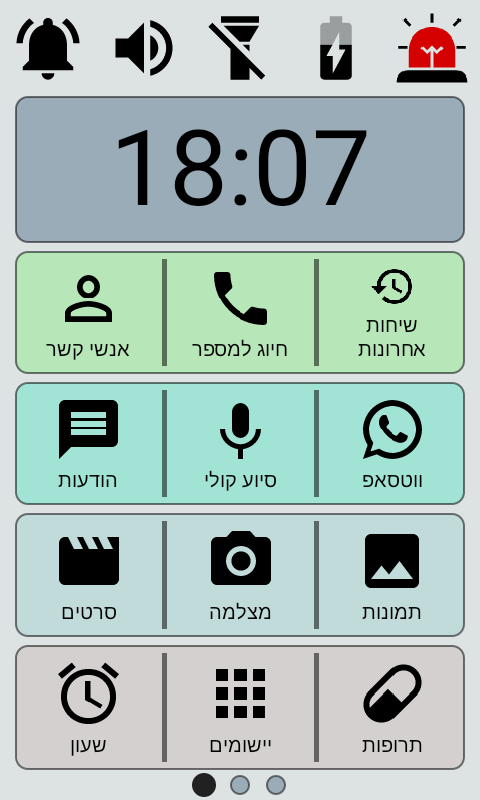 18:07
שיחות
אחרונות
חיוג למספר
אנשי קשר
ווטסאפ
סיוע קולי
הודעות
תמונות
מצלמה
סרטים
תרופות
יישומים
שעון